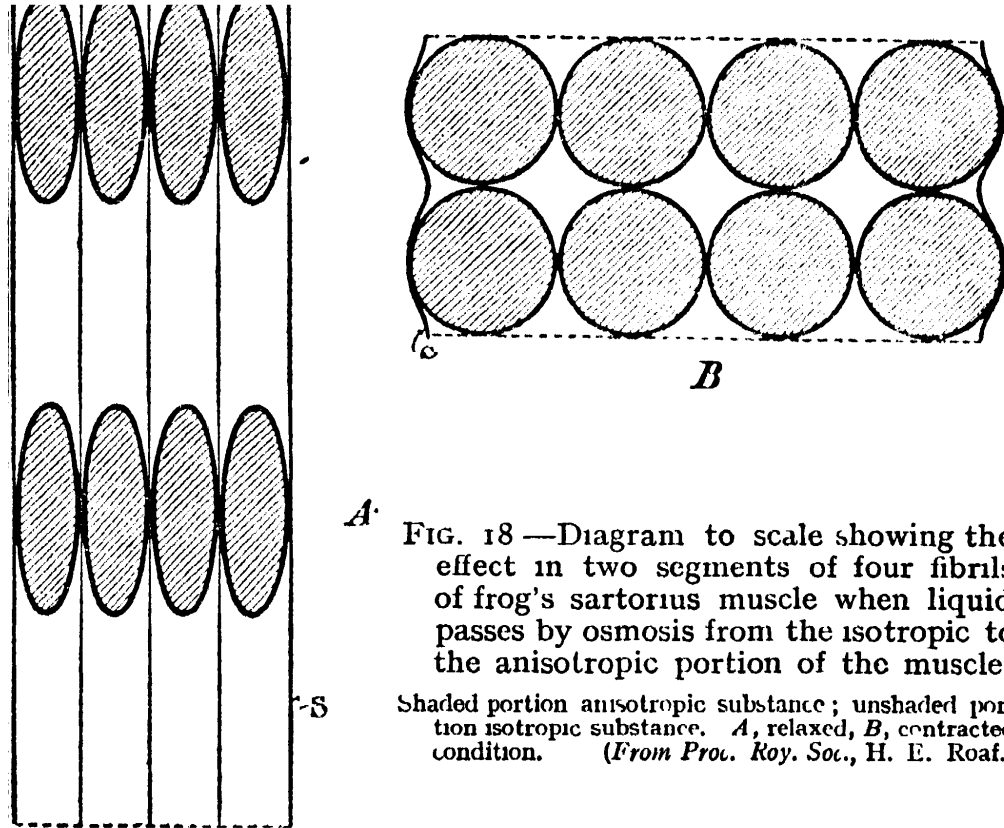 B
A
FIG. 18 —Diagram to scale showing the
effect in two segments of four fibrils
of frog's sartorius muscle when liquid
passes by osmosis from the isotropic to
the anisotropic portion of the muscle
Shaded portion anisotropic substance; unshaded por
tion isotropic substance. A, relaxed, B, contracted
condition. (From Proc. Roy. Soc., H. E. Roaf.